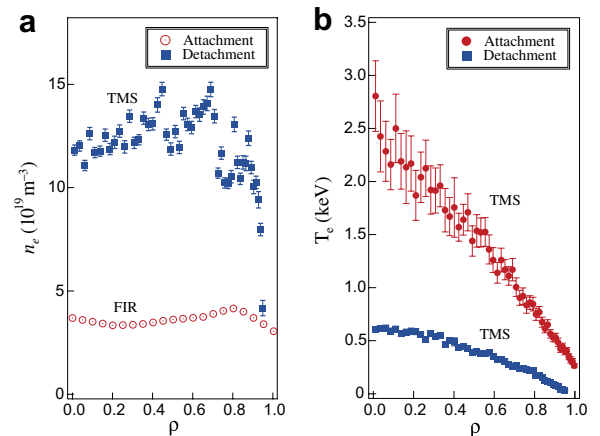 a
Attachment
Detachment
TMS
FIR
n_e (10^19 m^-3)
15
10
5
0
0.0 0.2 0.4 0.6 0.8 1.0
ρ
b
Attachment
Detachment
TMS
TMS
T_e (keV)
3.5
3.0
2.5
2.0
1.5
1.0
0.5
0.0
0.0 0.2 0.4 0.6 0.8 1.0
ρ